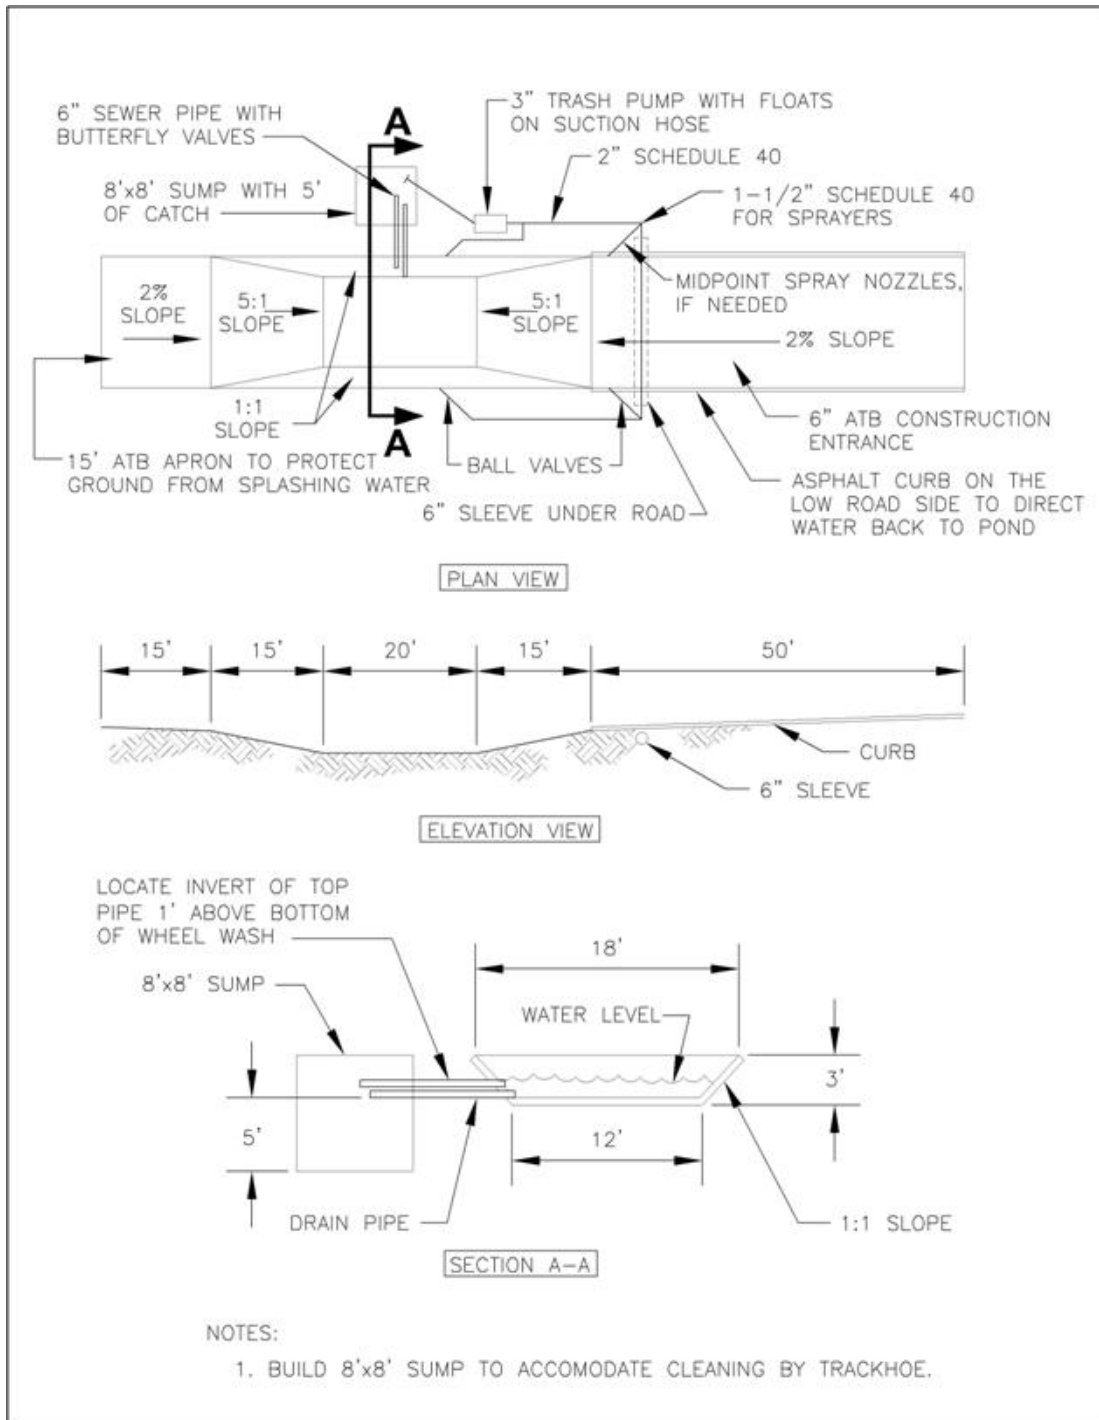 6" SEWER PIPE WITH
BUTTERFLY VALVES
A
3" TRASH PUMP WITH FLOATS
ON SUCTION HOSE
2" SCHEDULE 40
8'x8' SUMP WITH 5'
OF CATCH
1-1/2" SCHEDULE 40
FOR SPRAYERS
2%
SLOPE
5:1
SLOPE
5:1
SLOPE
MIDPOINT SPRAY NOZZLES,
IF NEEDED
2% SLOPE
1:1
SLOPE
A
6" ATB CONSTRUCTION
ENTRANCE
15' ATB APRON TO PROTECT
GROUND FROM SPLASHING WATER
BALL VALVES
6" SLEEVE UNDER ROAD
ASPHALT CURB ON THE
LOW ROAD SIDE TO DIRECT
WATER BACK TO POND
PLAN VIEW
15'
15'
20'
15'
50'
CURB
6" SLEEVE
ELEVATION VIEW
LOCATE INVERT OF TOP
PIPE 1' ABOVE BOTTOM
OF WHEEL WASH
8'x8' SUMP
18'
WATER LEVEL
3'
5'
12'
DRAIN PIPE
1:1 SLOPE
SECTION A-A
NOTES:
1. BUILD 8'x8' SUMP TO ACCOMODATE CLEANING BY TRACKHOE.